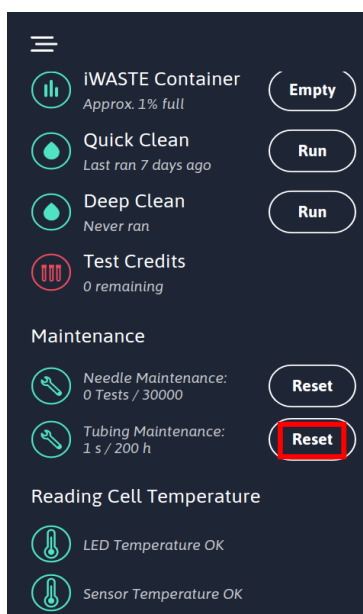 iWASTE Container
Approx. 1% full
Empty
Quick Clean
Last ran 7 days ago
Run
Deep Clean
Never ran
Run
Test Credits
0 remaining
Maintenance
Needle Maintenance:
0 Tests / 30000
Reset
Tubing Maintenance:
1 s / 200 h
Reset
Reading Cell Temperature
LED Temperature OK
Sensor Temperature OK